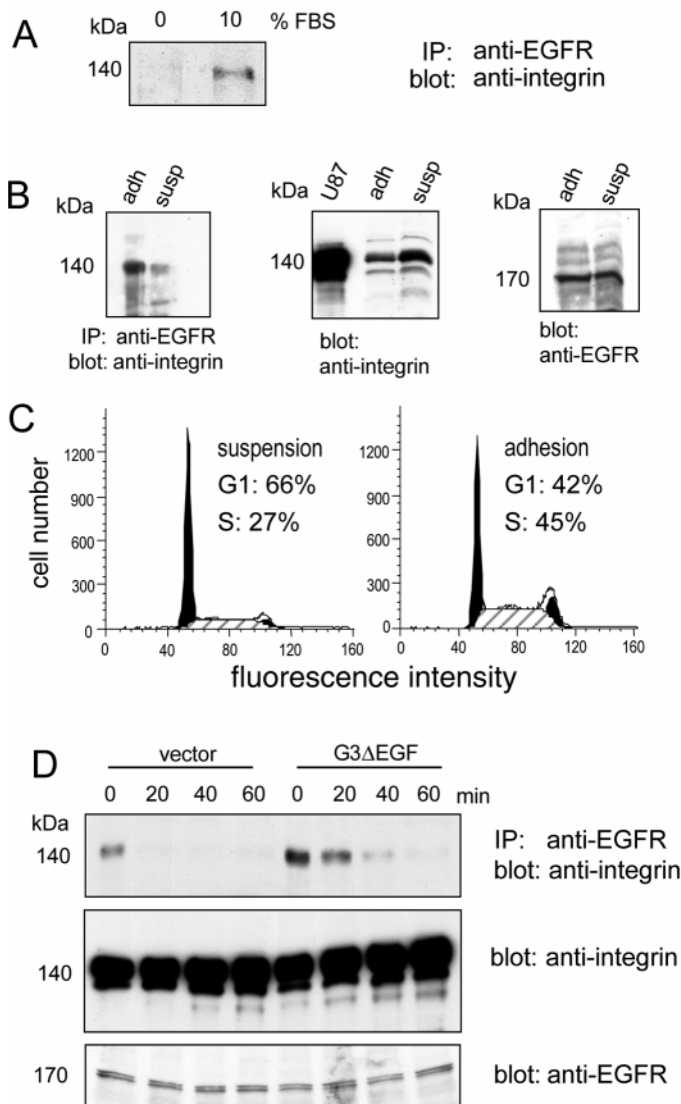 A
kDa
0 10 % FBS
140
IP: anti-EGFR
blot: anti-integrin
B
kDa
adh susp
140
IP: anti-EGFR
blot: anti-integrin
kDa
U87 adh susp
140
blot:
anti-integrin
kDa
adh susp
170
blot:
anti-EGFR
C
cell number
1200
900
600
300
0
suspension
G1: 66%
S: 27%
0 40 80 120 160
1200
900
600
300
0
adhesion
G1: 42%
S: 45%
0 40 80 120 160
fluorescence intensity
D
vector G3ΔEGF
0 20 40 60 0 20 40 60 min
kDa
140
IP: anti-EGFR
blot: anti-integrin
140
blot: anti-integrin
170
blot: anti-EGFR